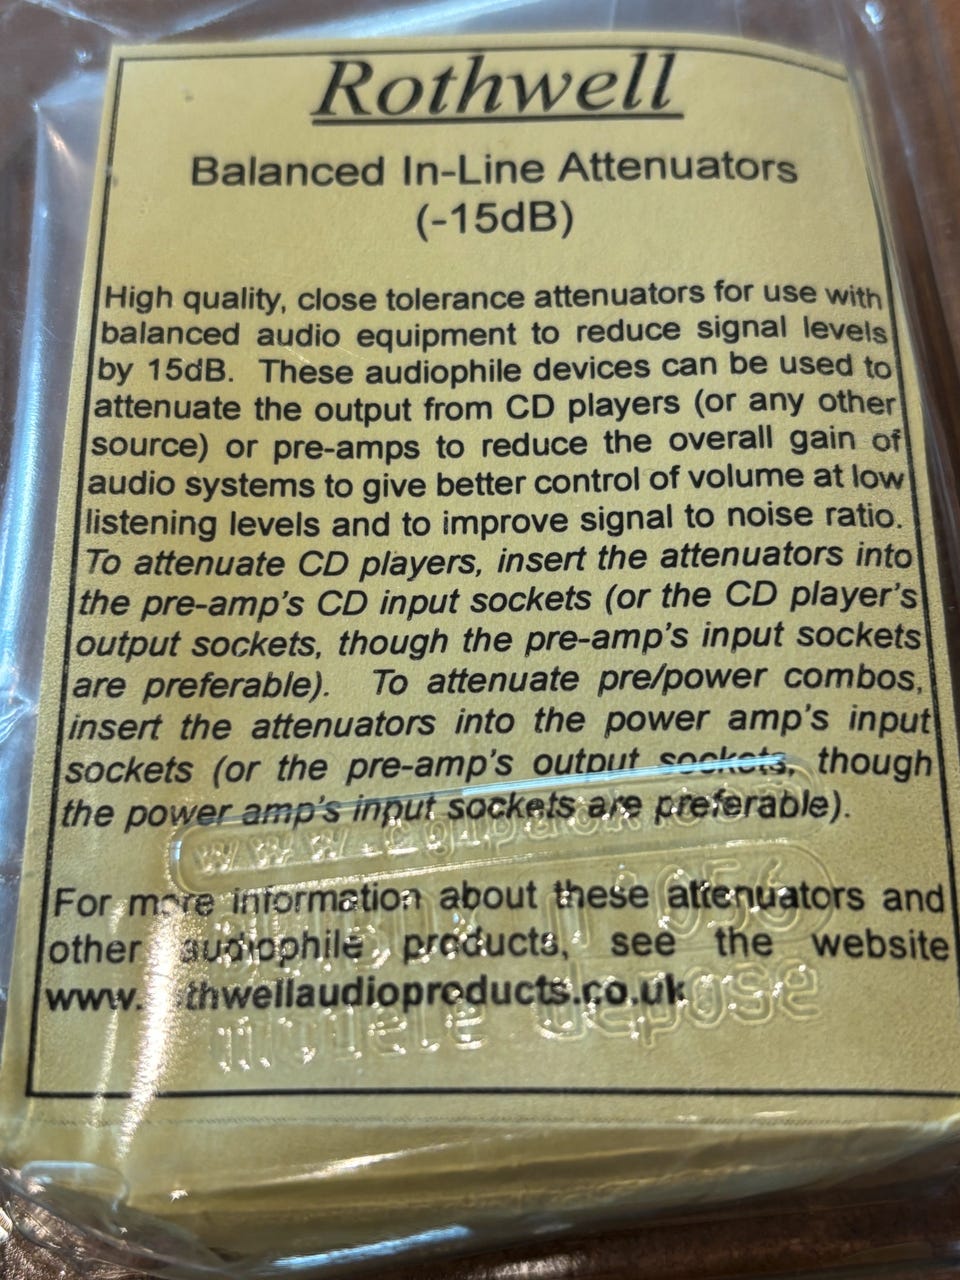 Rothwell
Balanced In-Line Attenuators
(-15dB)
High quality, close tolerance attenuators for use with
balanced audio equipment to reduce signal levels
by 15dB. These audiophile devices can be used to
attenuate the output from CD players (or any other
source) or pre-amps to reduce the overall gain of
audio systems to give better control of volume at low
listening levels and to improve signal to noise ratio.
To attenuate CD players, insert the attenuators into
the pre-amp's CD input sockets (or the CD player's
output sockets, though the pre-amp's input sockets
are preferable). To attenuate pre/power combos,
insert the attenuators into the power amp's input
sockets (or the pre-amp's output sockets, though
the power amp's input sockets are preferable).
For more information about these attenuators and
other audiophile products, see the website
www. thwellaudioproducts.co.uk
modele depose